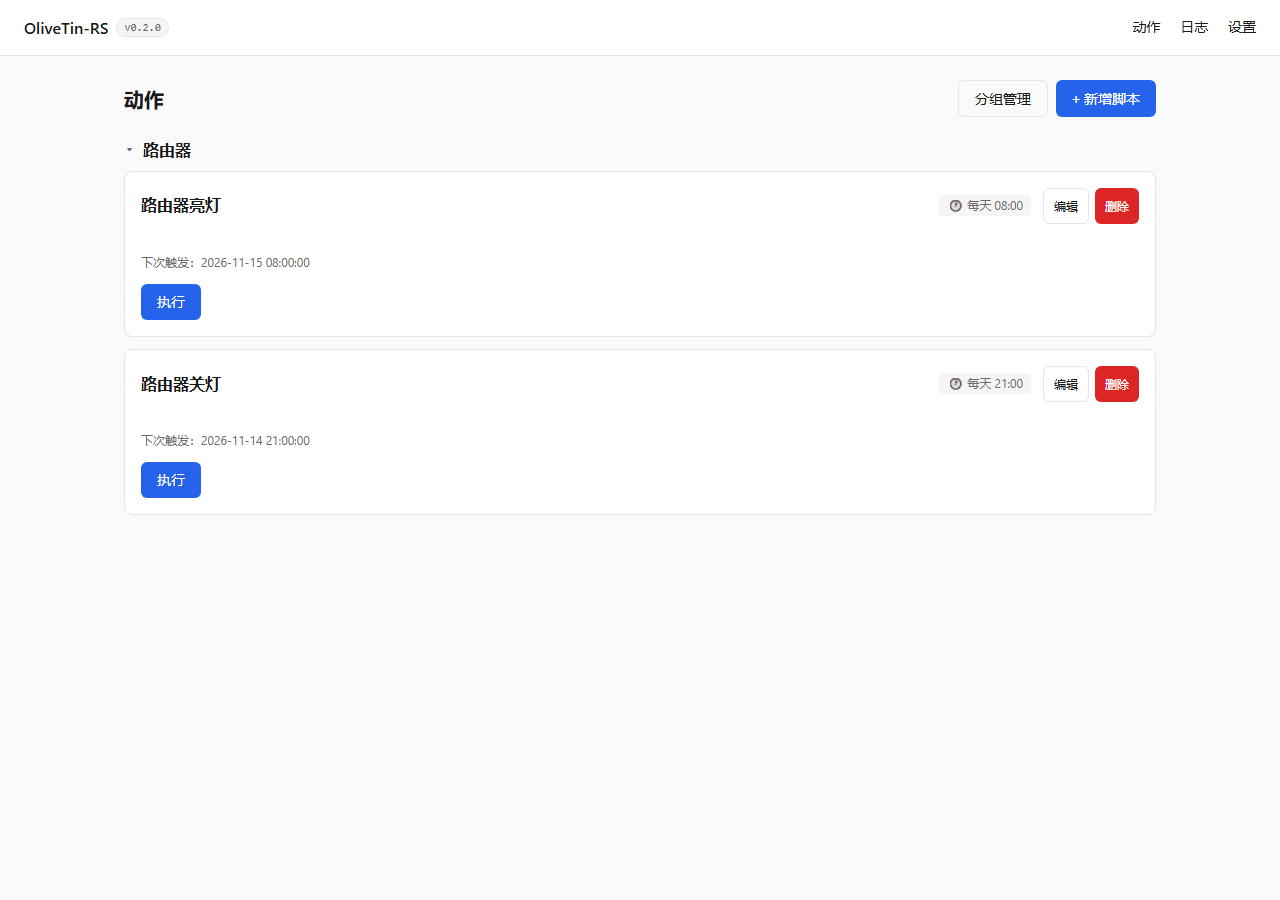 OliveTin-RS v0.2.0 动作 日志 设置
动作 分组管理 + 新增脚本
路由器
路由器亮灯 每天 08:00 编辑 删除
下次触发：2026-11-15 08:00:00
执行
路由器关灯 每天 21:00 编辑 删除
下次触发：2026-11-14 21:00:00
执行